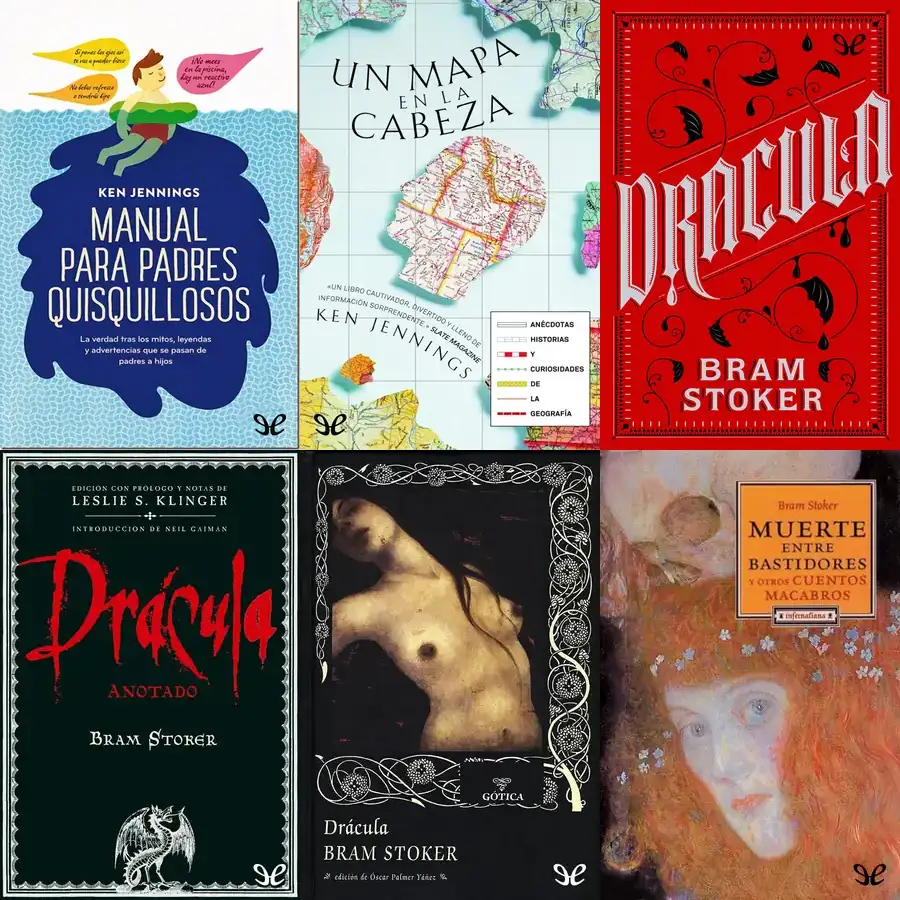 Si pones los ojos así
te vas a quedar bizco
No bebas refresco
o tendrás hipo
¡No mees
en la piscina,
hay un reactivo
azul!
KEN JENNINGS
MANUAL
PARA PADRES
QUISQUILLOSOS
La verdad tras los mitos, leyendas
y advertencias que se pasan de
padres a hijos
UN MAPA
EN LA
CABEZA
«UN LIBRO CAUTIVADOR, DIVERTIDO Y LLENO DE
INFORMACIÓN SORPRENDENTE.» SLATE MAGAZINE
KEN JENNINGS
ANÉCDOTAS
HISTORIAS
Y
CURIOSIDADES
DE
LA
GEOGRAFÍA
DRACULA
BRAM
STOKER
EDICIÓN CON PRÓLOGO Y NOTAS DE
LESLIE S. KLINGER
INTRODUCCION DE NEIL GAIMAN
Drácula
ANOTADO
BRAM STOKER
GÓTICA
Drácula
BRAM STOKER
edición de Óscar Palmer Yáñez
Bram Stoker
MUERTE
ENTRE
BASTIDORES
Y OTROS CUENTOS
MACABROS
infernaliana